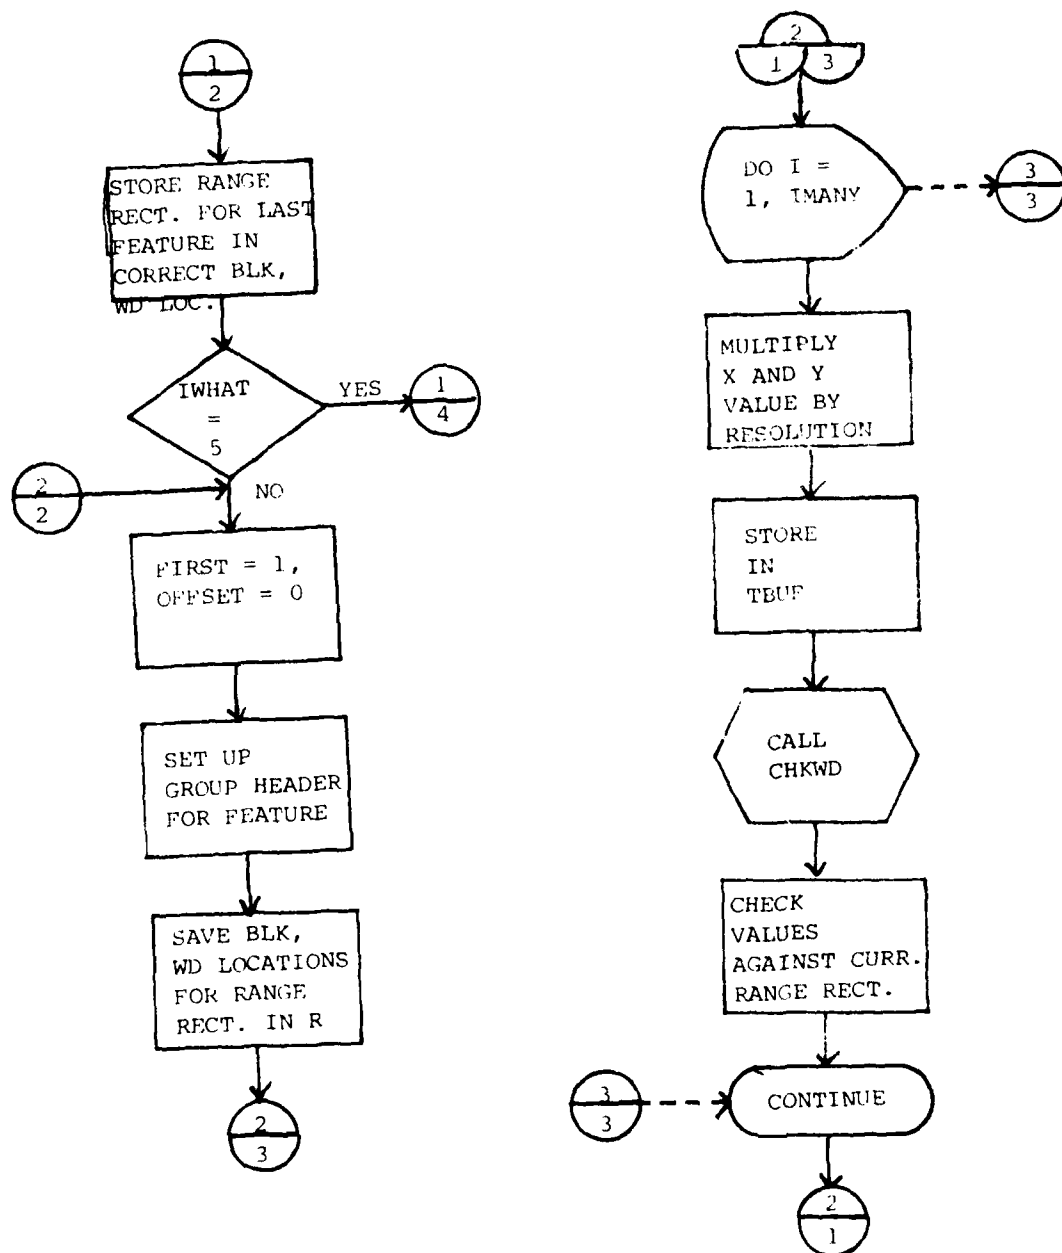 1
2
STORE RANGE
RECT. FOR LAST
FEATURE IN
CORRECT BLK,
WD LOC.
IWHAT
=
5
YES
1
4
2
2
NO
FIRST = 1,
OFFSET = 0
SET UP
GROUP HEADER
FOR FEATURE
SAVE BLK,
WD LOCATIONS
FOR RANGE
RECT. IN R
2
3
2
1 3
DO I =
1, IMANY
3
3
MULTIPLY
X AND Y
VALUE BY
RESOLUTION
STORE
IN
TBUF
CALL
CHKWD
CHECK
VALUES
AGAINST CURR.
RANGE RECT.
3
3
CONTINUE
2
1